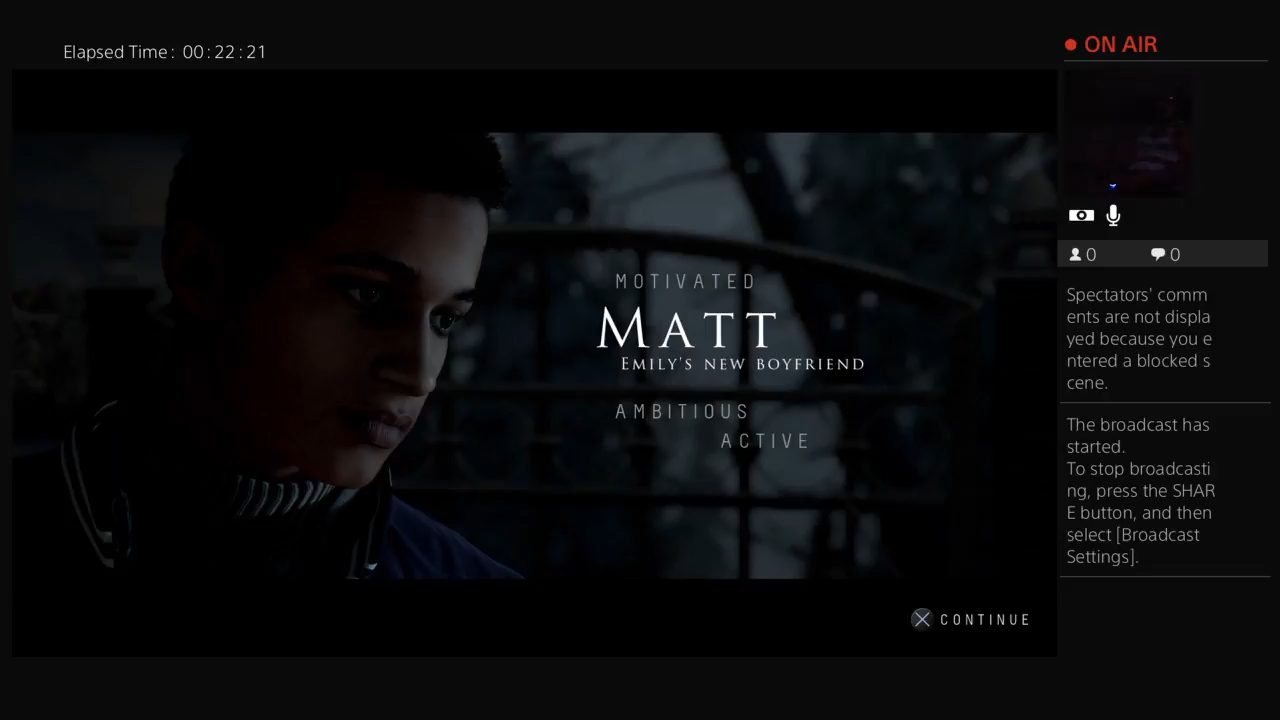 Elapsed Time: 00:22:21
ON AIR
MOTIVATED
MATT
EMILY'S NEW BOYFRIEND
AMBITIOUS
ACTIVE
CONTINUE
0 0
Spectators' comm
ents are not displa
yed because you e
ntered a blocked s
cene.
The broadcast has
started.
To stop broadcasti
ng, press the SHAR
E button, and then
select [Broadcast
Settings].